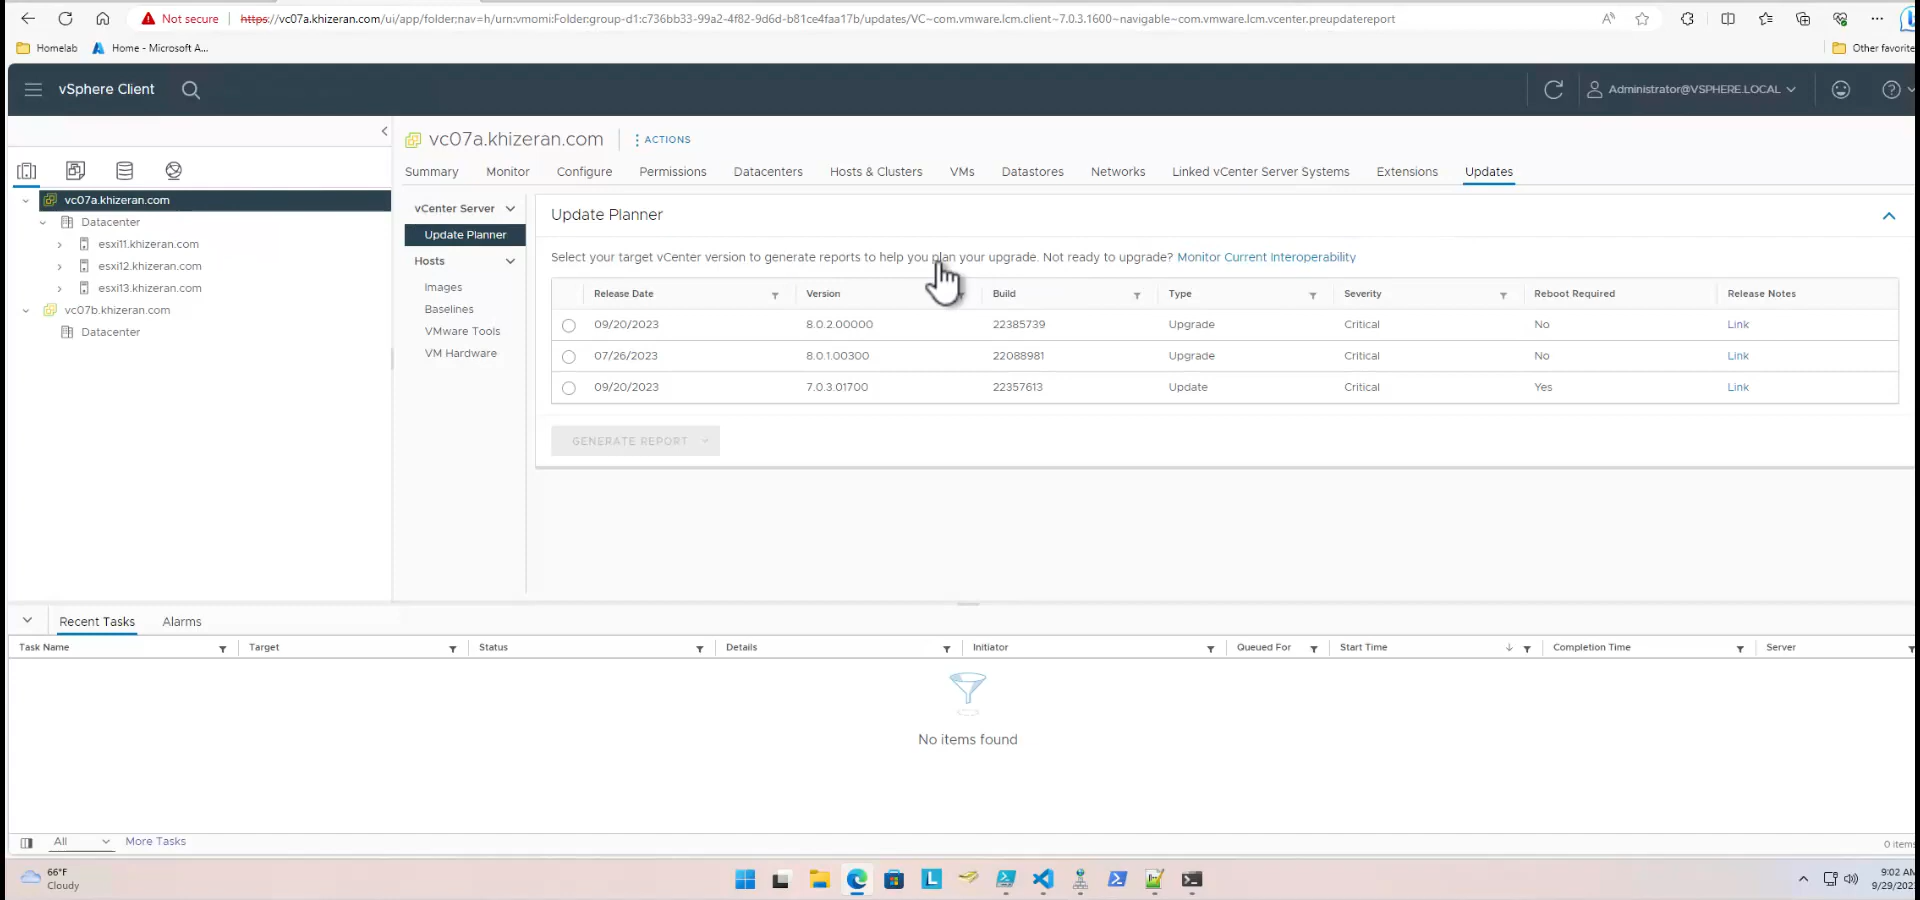 Not secure https://vc07a.khizeran.com/ui/app/folder;nav=h/urn:vmomi:Folder:group-d1:c736bb33-99a2-4f82-9d6d-b81ce4faa17b/updates/VC~com.vmware.lcm.client~7.0.3.1600~navigable~com.vmware.lcm.vcenter.preupdatereport
Homelab Home - Microsoft A... Other favorite
vSphere Client Administrator@VSPHERE.LOCAL
vc07a.khizeran.com ACTIONS
Summary Monitor Configure Permissions Datacenters Hosts & Clusters VMs Datastores Networks Linked vCenter Server Systems Extensions Updates
vc07a.khizeran.com
Datacenter
esxi11.khizeran.com
esxi12.khizeran.com
esxi13.khizeran.com
vc07b.khizeran.com
Datacenter
vCenter Server
Update Planner
Hosts
Images
Baselines
VMware Tools
VM Hardware
Update Planner
Select your target vCenter version to generate reports to help you plan your upgrade. Not ready to upgrade? Monitor Current Interoperability
Release Date Version Build Type Severity Reboot Required Release Notes
09/20/2023 8.0.2.00000 22385739 Upgrade Critical No Link
07/26/2023 8.0.1.00300 22088981 Upgrade Critical No Link
09/20/2023 7.0.3.01700 22357613 Update Critical Yes Link
GENERATE REPORT
Recent Tasks Alarms
Task Name Target Status Details Initiator Queued For Start Time Completion Time Server
No items found
All More Tasks 0 items
66°F
Cloudy
9:02 AM
9/29/202